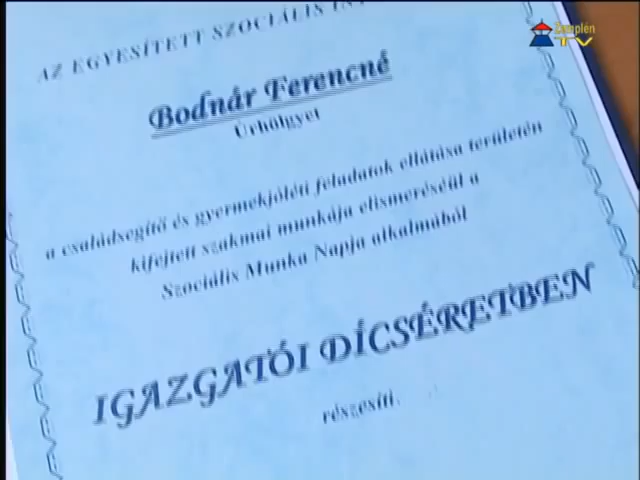 Zemplén
TV
AZ EGYESÍTETT SZOCIÁLIS
Bodnár Ferencné
Úrhölgyet
a családsegítő és gyermekjóléti feladatok ellátása területén
kifejtett szakmai munkája elismeréséül a
Szociális Munka Napja alkalmából
IGAZGATÓI DÍCSÉRETBEN
részesíti.